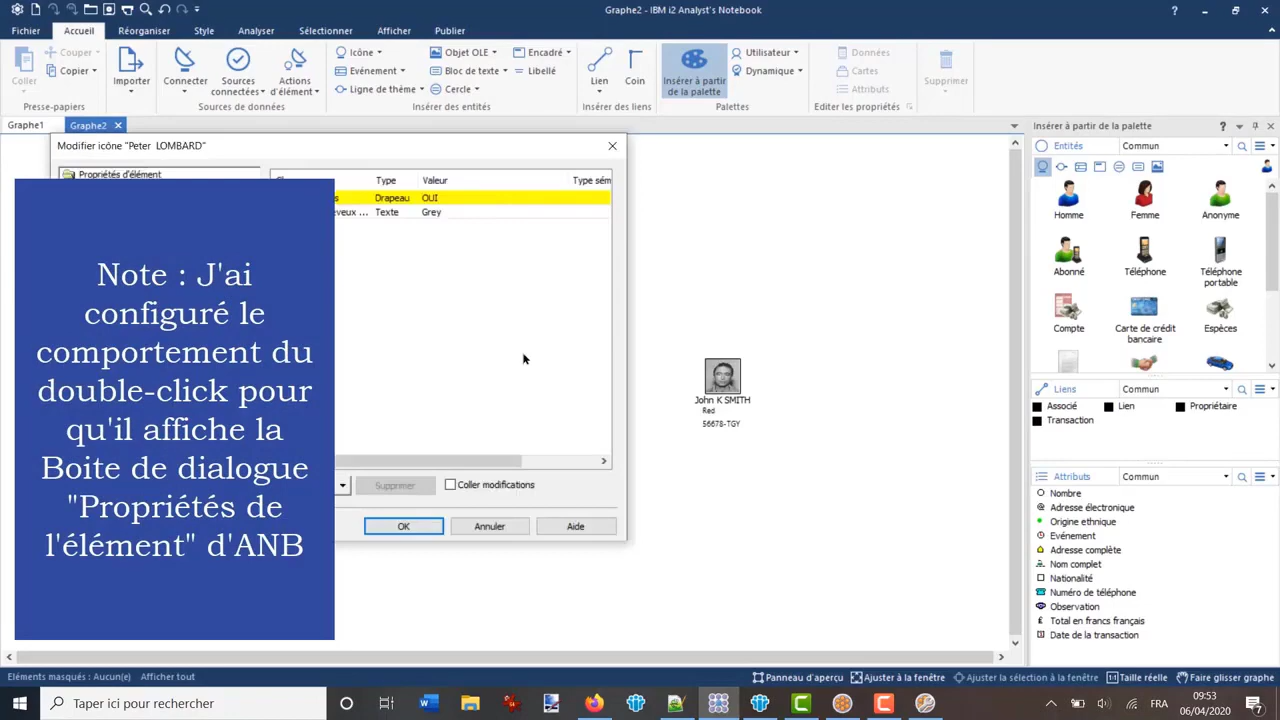 Graphe2 - IBM i2 Analyst's Notebook
Fichier Accueil Réorganiser Style Analyser Sélectionner Afficher Publier
Coller
Couper
Copier
Presse-papiers
Importer
Connecter
Sources connectées
Actions d'élément
Sources de données
Icône
Evénement
Ligne de thème
Objet OLE
Bloc de texte
Cercle
Encadré
Libellé
Insérer des entités
Lien
Coin
Insérer des liens
Insérer à partir de la palette
Utilisateur
Dynamique
Palettes
Données
Cartes
Attributs
Editer les propriétés
Supprimer
Graphe1 Graphe2
Modifier icône "Peter LOMBARD"
Propriétés d'élément
Type Valeur Type sém
s Drapeau OUI
eveux ... Texte Grey
Supprimer
Coller modifications
OK Annuler Aide
Note : J'ai
configuré le
comportement du
double-click pour
qu'il affiche la
Boite de dialogue
"Propriétés de
l'élément" d'ANB
John K SMITH
Red
56678-TGY
Insérer à partir de la palette
Entités Commun
Homme Femme Anonyme
Abonné Téléphone Téléphone portable
Compte Carte de crédit bancaire Espèces
Liens Commun
Associé Lien Propriétaire
Transaction
Attributs Commun
Nombre
Adresse électronique
Origine ethnique
Evénement
Adresse complète
Nom complet
Nationalité
Numéro de téléphone
Observation
Total en francs français
Date de la transaction
Eléments masqués : Aucun(e) Afficher tout
Panneau d'aperçu Ajuster à la fenêtre Ajuster la sélection à la fenêtre Taille réelle Faire glisser graphe
Taper ici pour rechercher
FRA
09:53
06/04/2020